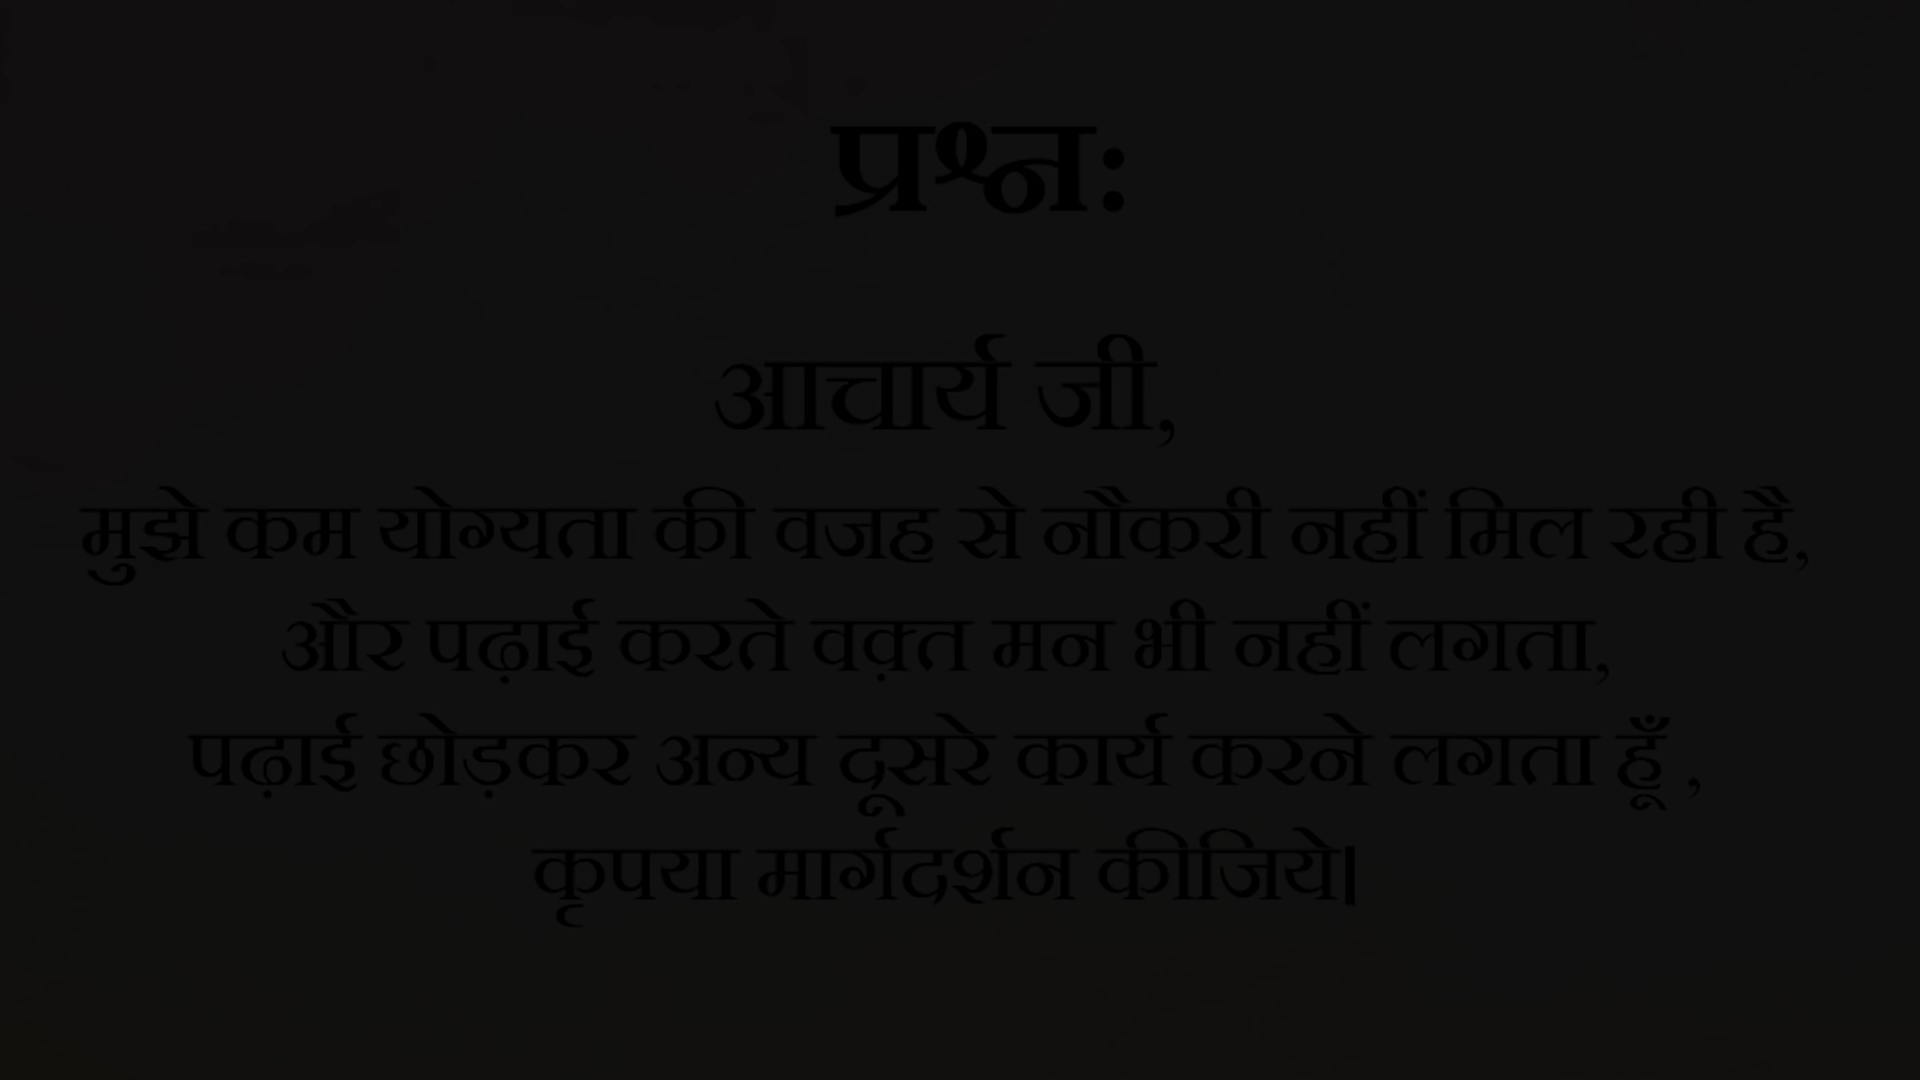 प्रश्न:
आचार्य जी,
मुझे कम योग्यता की वजह से नौकरी नहीं मिल रही है,
और पढ़ाई करते वक़्त मन भी नहीं लगता,
पढ़ाई छोड़कर अन्य दूसरे कार्य करने लगता हूँ ,
कृपया मार्गदर्शन कीजिये।